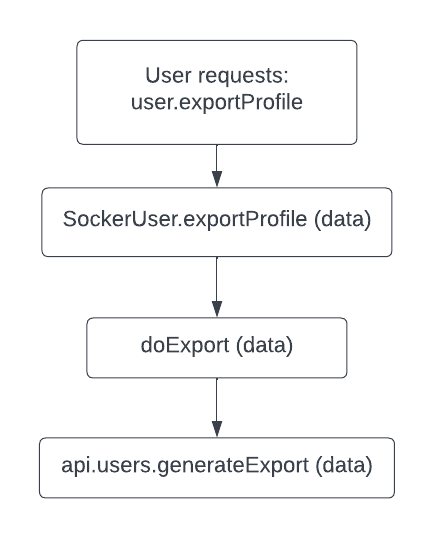 User requests:
user.exportProfile
SockerUser.exportProfile (data)
doExport (data)
api.users.generateExport (data)